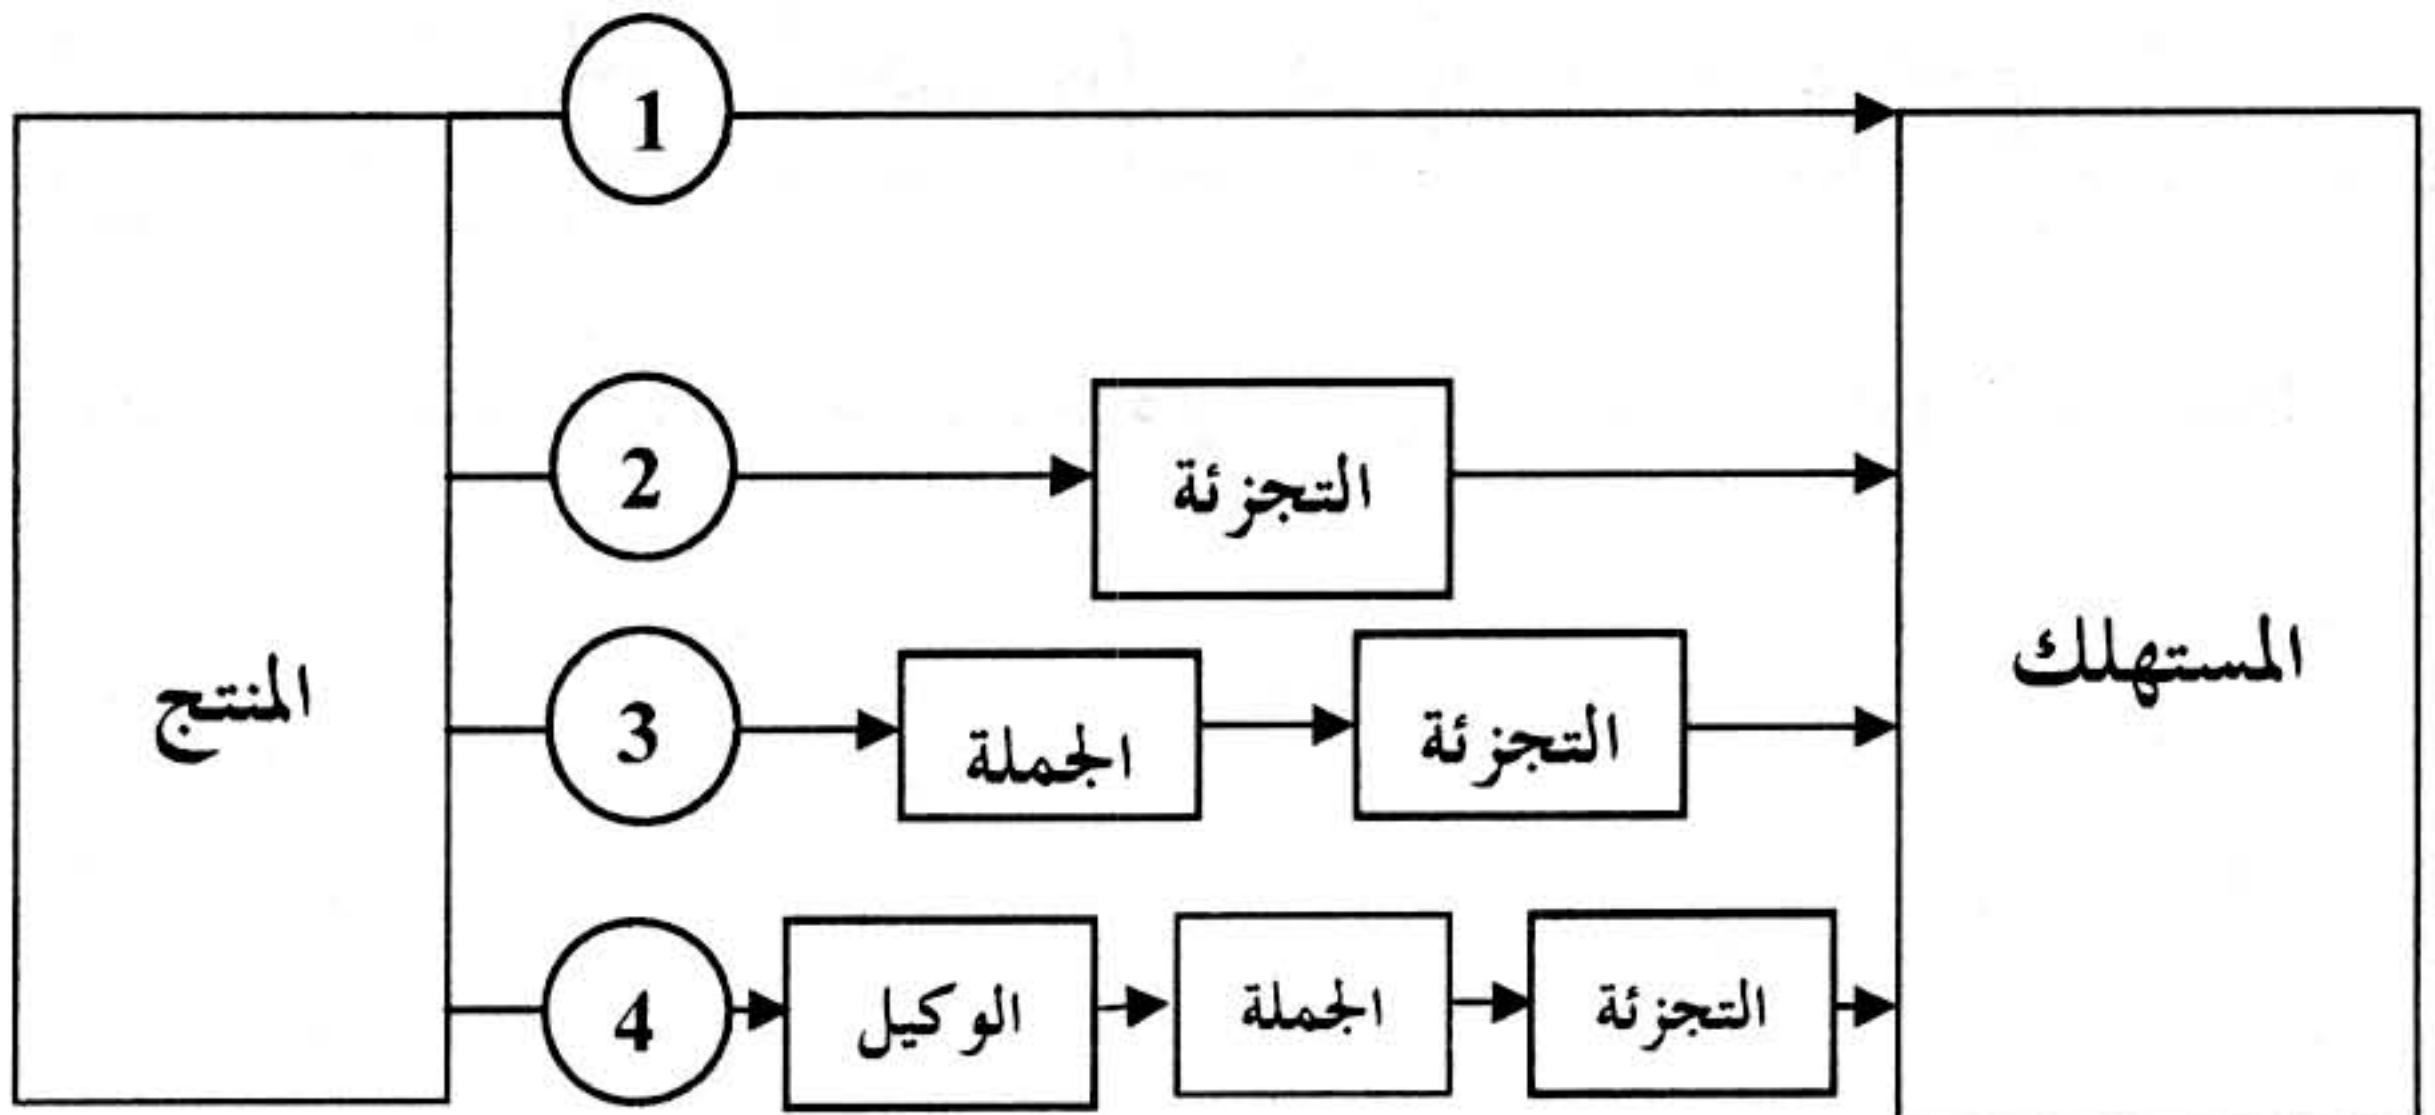 1
2
التجزئة
المنتج
3
الجملة
التجزئة
المستهلك
4
الوكيل
الجملة
التجزئة